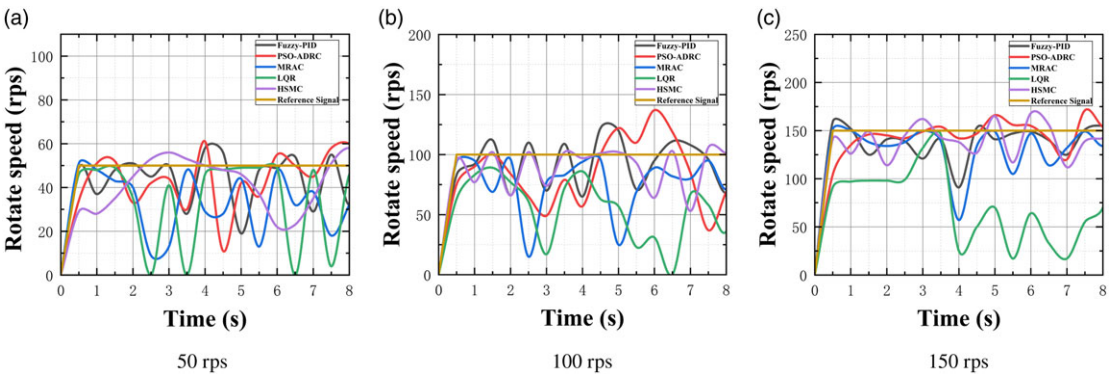 (a)
110
100
80
60
40
20
0
Rotate speed (rps)
Fuzzy-PID
PSO-ADRC
MRAC
LQR
HSMC
Reference Signal
0 1 2 3 4 5 6 7 8
Time (s)
50 rps
(b)
200
150
100
50
0
Rotate speed (rps)
Fuzzy-PID
PSO-ADRC
MRAC
LQR
HSMC
Reference Signal
0 1 2 3 4 5 6 7 8
Time (s)
100 rps
(c)
250
200
150
100
50
0
Rotate speed (rps)
Fuzzy-PID
PSO-ADRC
MRAC
LQR
HSMC
Reference Signal
0 1 2 3 4 5 6 7 8
Time (s)
150 rps